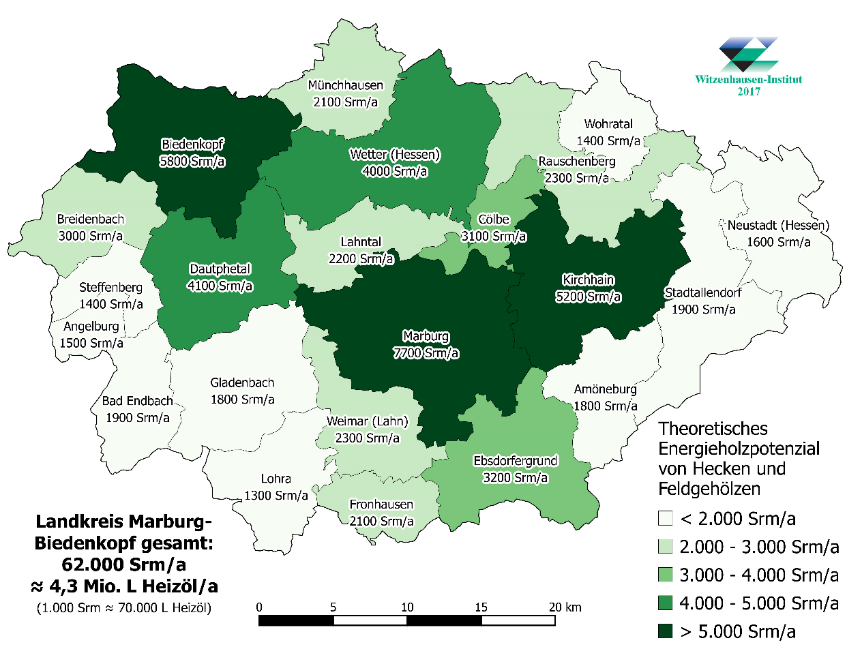 Witzenhausen-Institut
2017
Münchhausen
2100 Srm/a
Wohratal
1400 Srm/a
Biedenkopf
5800 Srm/a
Wetter (Hessen)
4000 Srm/a
Rauschenberg
2300 Srm/a
Breidenbach
3000 Srm/a
Cölbe
3100 Srm/a
Neustadt (Hessen)
1600 Srm/a
Lahntal
2200 Srm/a
Dautphetal
4100 Srm/a
Kirchhain
5200 Srm/a
Steffenberg
1400 Srm/a
Stadtallendorf
1900 Srm/a
Angelburg
1500 Srm/a
Marburg
7700 Srm/a
Gladenbach
1800 Srm/a
Amöneburg
1800 Srm/a
Bad Endbach
1900 Srm/a
Weimar (Lahn)
2300 Srm/a
Ebsdorfergrund
3200 Srm/a
Lohra
1300 Srm/a
Fronhausen
2100 Srm/a
Landkreis Marburg-
Biedenkopf gesamt:
62.000 Srm/a
≈ 4,3 Mio. L Heizöl/a
(1.000 Srm ≈ 70.000 L Heizöl)
0 5 10 15 20 km
Theoretisches
Energieholzpotenzial
von Hecken und
Feldgehölzen
< 2.000 Srm/a
2.000 - 3.000 Srm/a
3.000 - 4.000 Srm/a
4.000 - 5.000 Srm/a
> 5.000 Srm/a